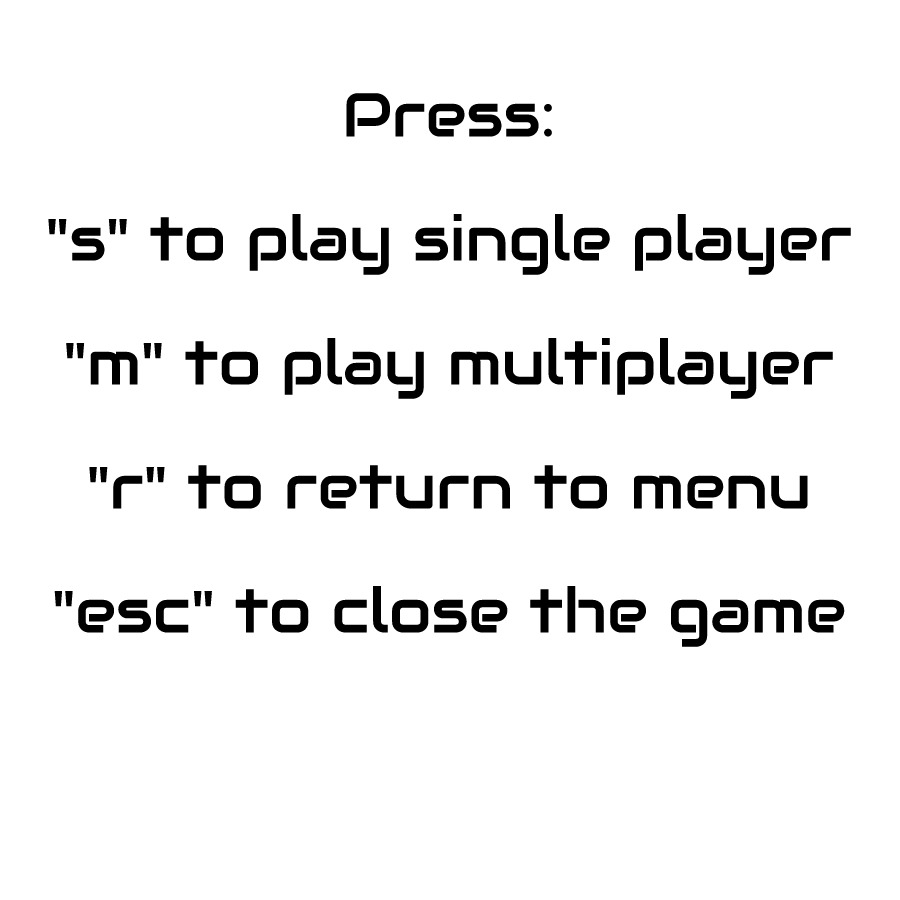 Press:
"s" to play single player
"m" to play multiplayer
"r" to return to menu
"esc" to close the game